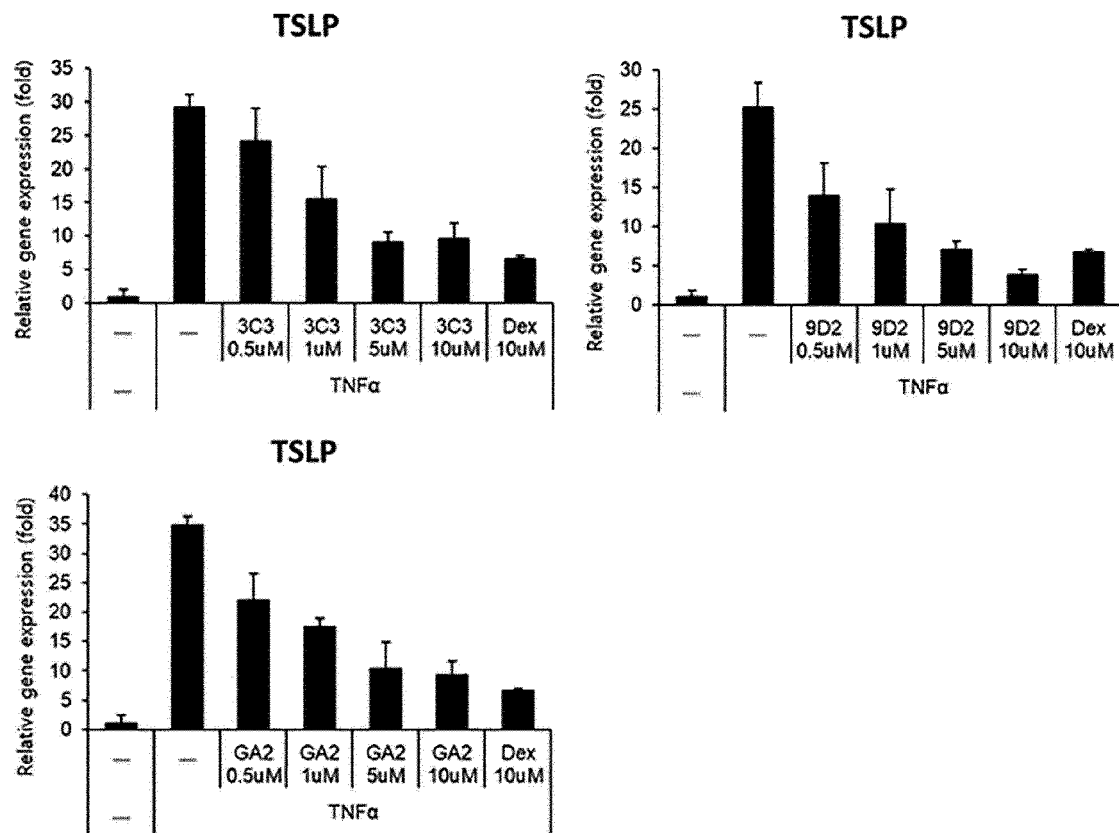 TSLP
Relative gene expression (fold)
35
30
25
20
15
10
5
0
— — 3C3 3C3 3C3 3C3 Dex
0.5uM 1uM 5uM 10uM 10uM
— TNFα
TSLP
Relative gene expression (fold)
30
25
20
15
10
5
0
— — 9D2 9D2 9D2 9D2 Dex
0.5uM 1uM 5uM 10uM 10uM
— TNFα
TSLP
Relative gene expression (fold)
40
35
30
25
20
15
10
5
0
— — GA2 GA2 GA2 GA2 Dex
0.5uM 1uM 5uM 10uM 10uM
— TNFα